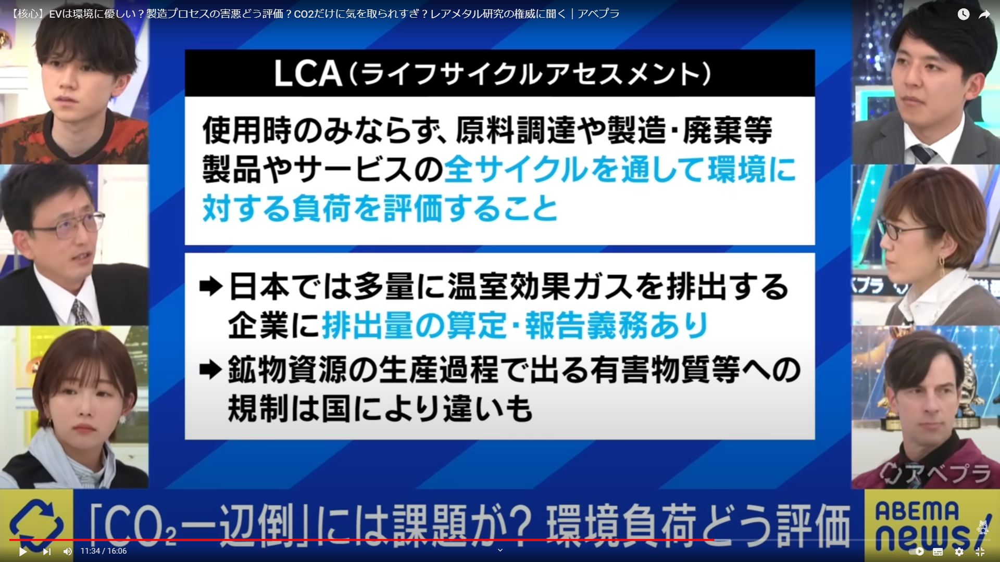 【核心】EVは環境に優しい？製造プロセスの害悪どう評価？CO2だけに気を取られすぎ？レアメタル研究の権威に聞く｜アベプラ
LCA（ライフサイクルアセスメント）
使用時のみならず、原料調達や製造・廃棄等
製品やサービスの全サイクルを通して環境に
対する負荷を評価すること
➡日本では多量に温室効果ガスを排出する
企業に排出量の算定・報告義務あり
➡鉱物資源の生産過程で出る有害物質等への
規制は国により違いも
アベプラ
「CO₂一辺倒」には課題が？ 環境負荷どう評価
ABEMA
news/
11:34 / 16:06